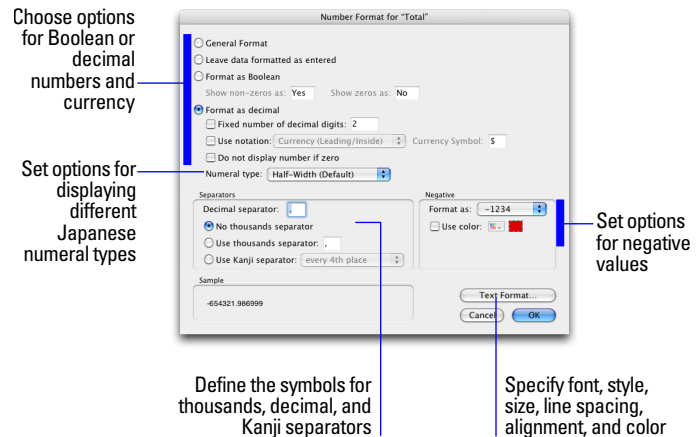 Choose options
for Boolean or
decimal
numbers and
currency
Set options for
displaying
different
Japanese
numeral types
Number Format for "Total"
General Format
Leave data formatted as entered
Format as Boolean
Show non-zeros as: Yes Show zeros as: No
Format as decimal
Fixed number of decimal digits: 2
Use notation: Currency (Leading/Inside) Currency Symbol: $
Do not display number if zero
Numeral type: Half-Width (Default)
Separators
Decimal separator: .
No thousands separator
Use thousands separator: ,
Use Kanji separator: every 4th place
Negative
Format as: -1234
Use color:
Sample
-654321.986999
Text Format...
Cancel OK
Set options
for negative
values
Define the symbols for
thousands, decimal, and
Kanji separators
Specify font, style,
size, line spacing,
alignment, and color